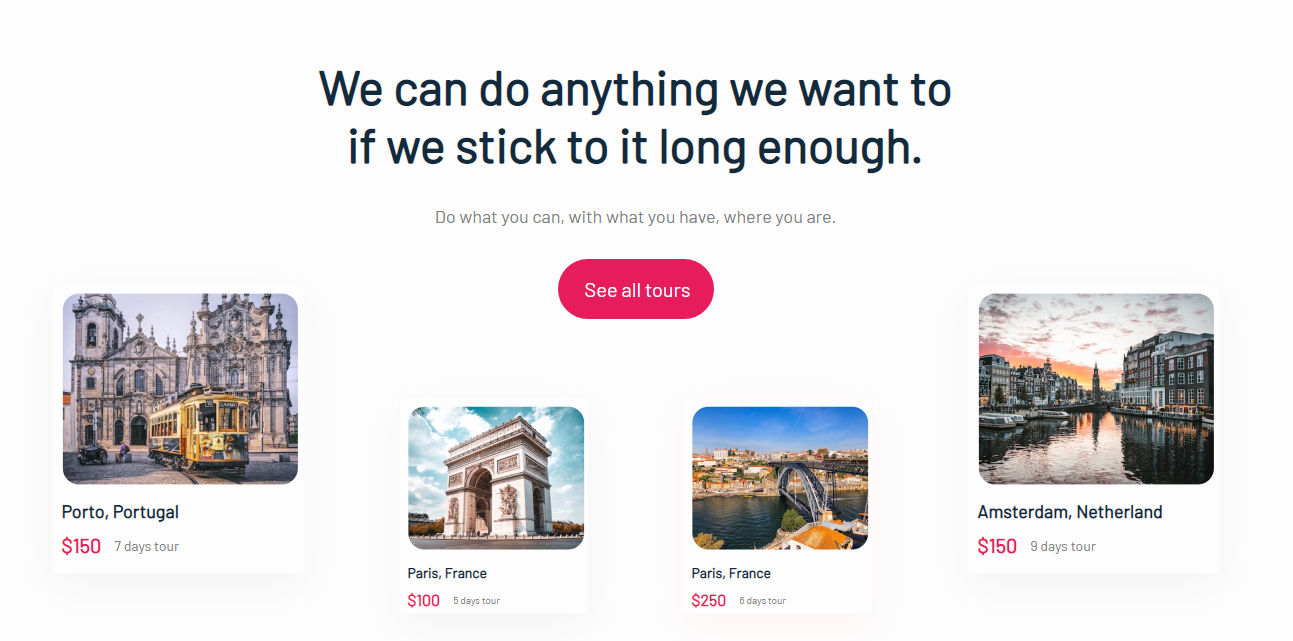 We can do anything we want to
if we stick to it long enough.
Do what you can, with what you have, where you are.
See all tours
Porto, Portugal
$150 7 days tour
Paris, France
$100 5 days tour
Paris, France
$250 6 days tour
Amsterdam, Netherland
$150 9 days tour